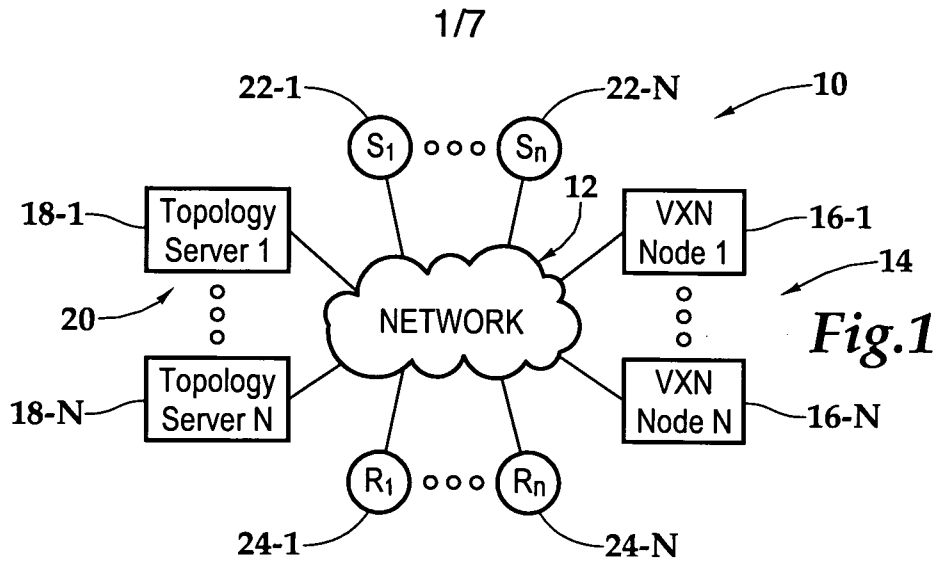 1/7
22-1
22-N
10
S1
Sn
12
18-1
Topology
Server 1
VXN
Node 1
16-1
14
20
NETWORK
Fig.1
18-N
Topology
Server N
VXN
Node N
16-N
R1
Rn
24-1
24-N